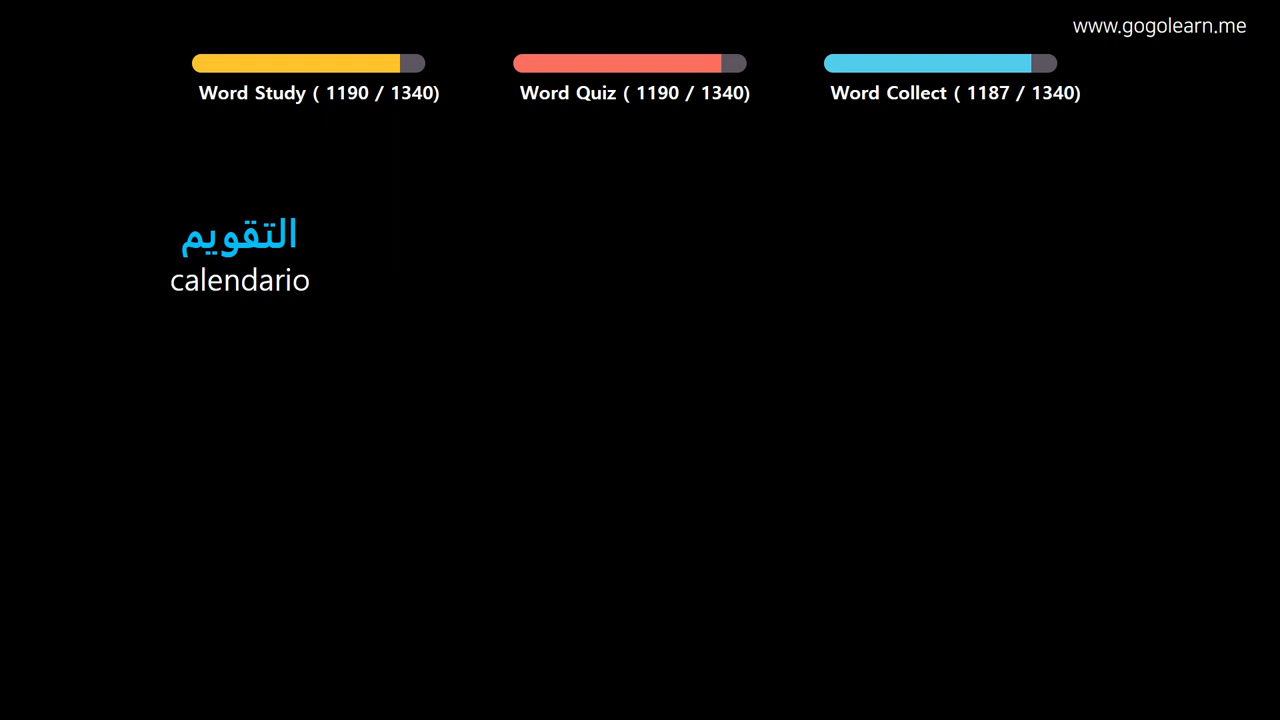 www.gogolearn.me
Word Study ( 1190 / 1340)
Word Quiz ( 1190 / 1340)
Word Collect ( 1187 / 1340)
التقويم
calendario